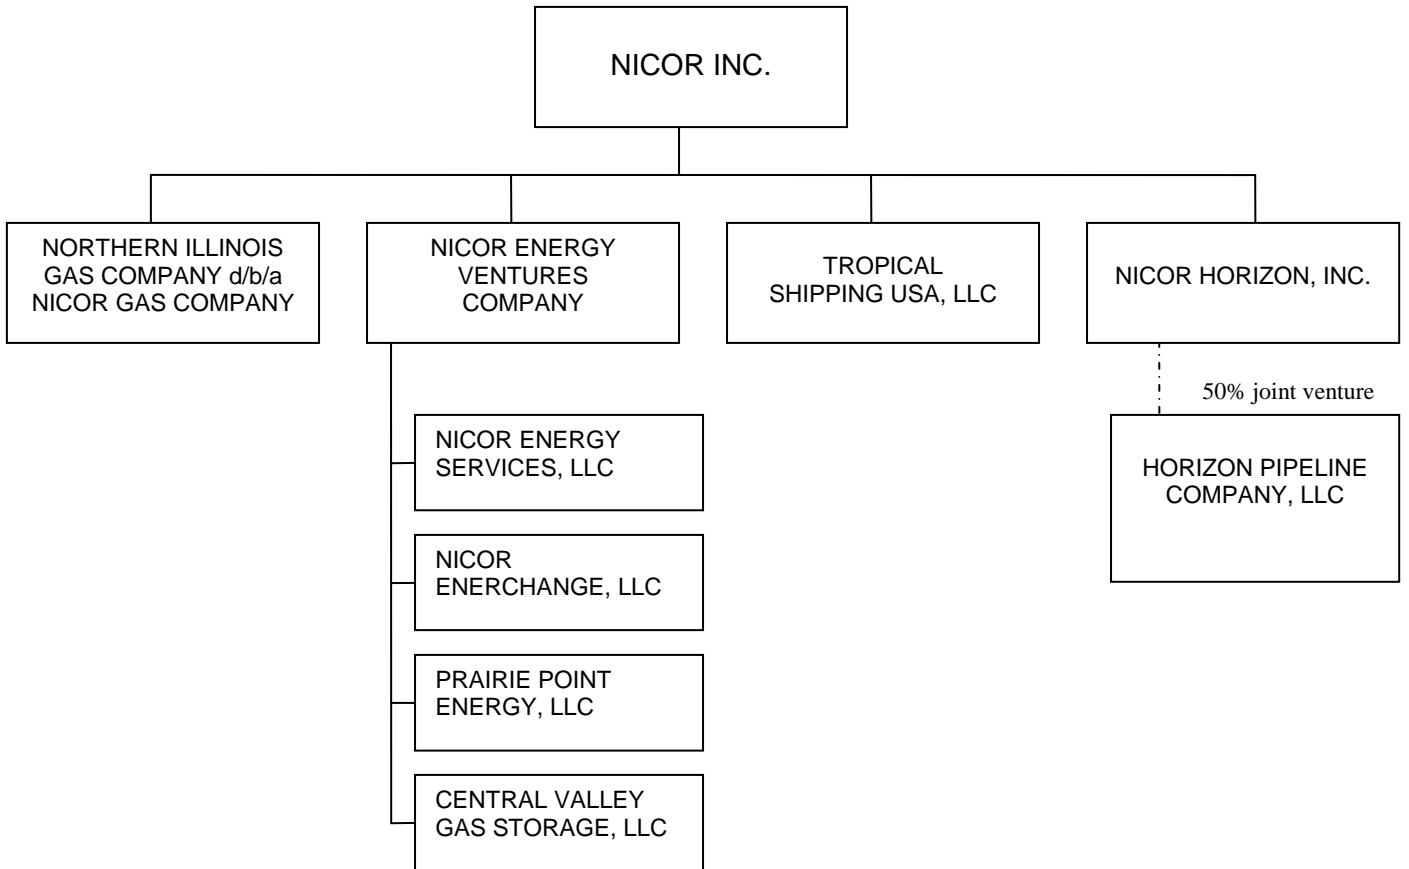 NICOR INC.
NORTHERN ILLINOIS
GAS COMPANY d/b/a
NICOR GAS COMPANY
NICOR ENERGY
VENTURES
COMPANY
TROPICAL
SHIPPING USA, LLC
NICOR HORIZON, INC.
50% joint venture
NICOR ENERGY
SERVICES, LLC
HORIZON PIPELINE
COMPANY, LLC
NICOR
ENERCHANGE, LLC
PRAIRIE POINT
ENERGY, LLC
CENTRAL VALLEY
GAS STORAGE, LLC